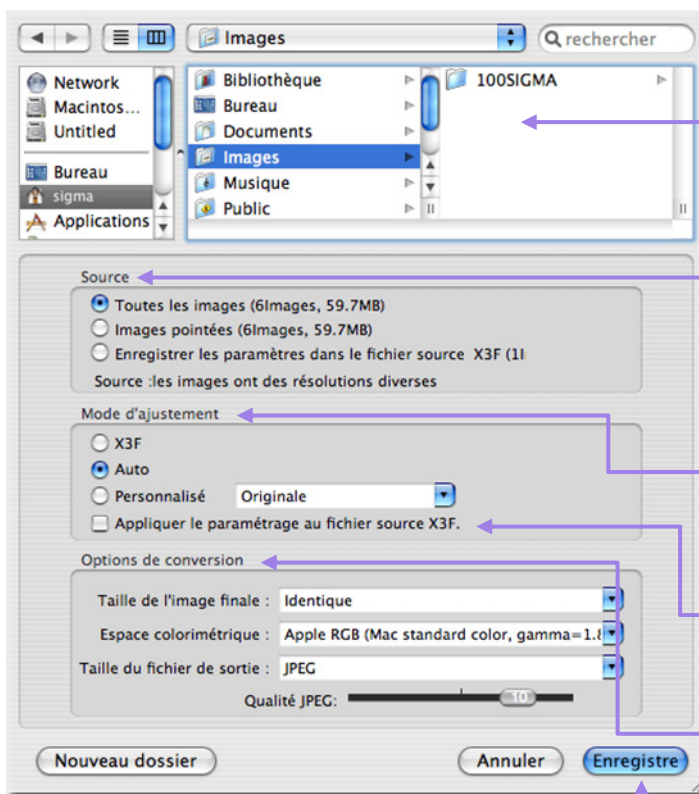 Images
rechercher
Network
Macintos...
Untitled
Bureau
sigma
Applications
Bibliothèque
Bureau
Documents
Images
Musique
Public
100SIGMA
Source
Toutes les images (6Images, 59.7MB)
Images pointées (6Images, 59.7MB)
Enregistrer les paramètres dans le fichier source X3F (1I
Source :les images ont des résolutions diverses
Mode d'ajustement
X3F
Auto
Personnalisé Originale
Appliquer le paramétrage au fichier source X3F.
Options de conversion
Taille de l'image finale : Identique
Espace colorimétrique : Apple RGB (Mac standard color, gamma=1.8
Taille du fichier de sortie : JPEG
Qualité JPEG: 10
Nouveau dossier Annuler Enregistre